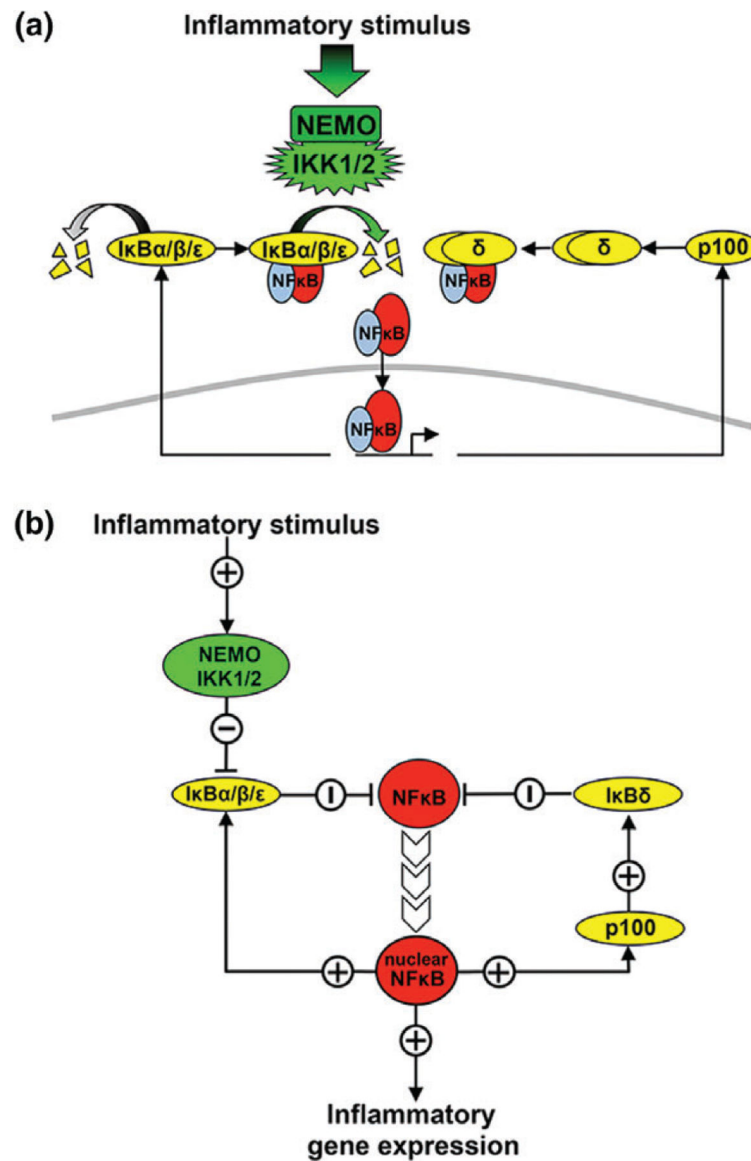 (a)
Inflammatory stimulus
NEMO
IKK1/2
IκBα/β/ε
IκBα/β/ε
δ
δ
p100
NFκB
NFκB
NFκB
NFκB
(b)
Inflammatory stimulus
+
NEMO
IKK1/2
−
IκBα/β/ε
I
NFκB
I
IκBδ
+
p100
+
nuclear
NFκB
+
+
Inflammatory
gene expression